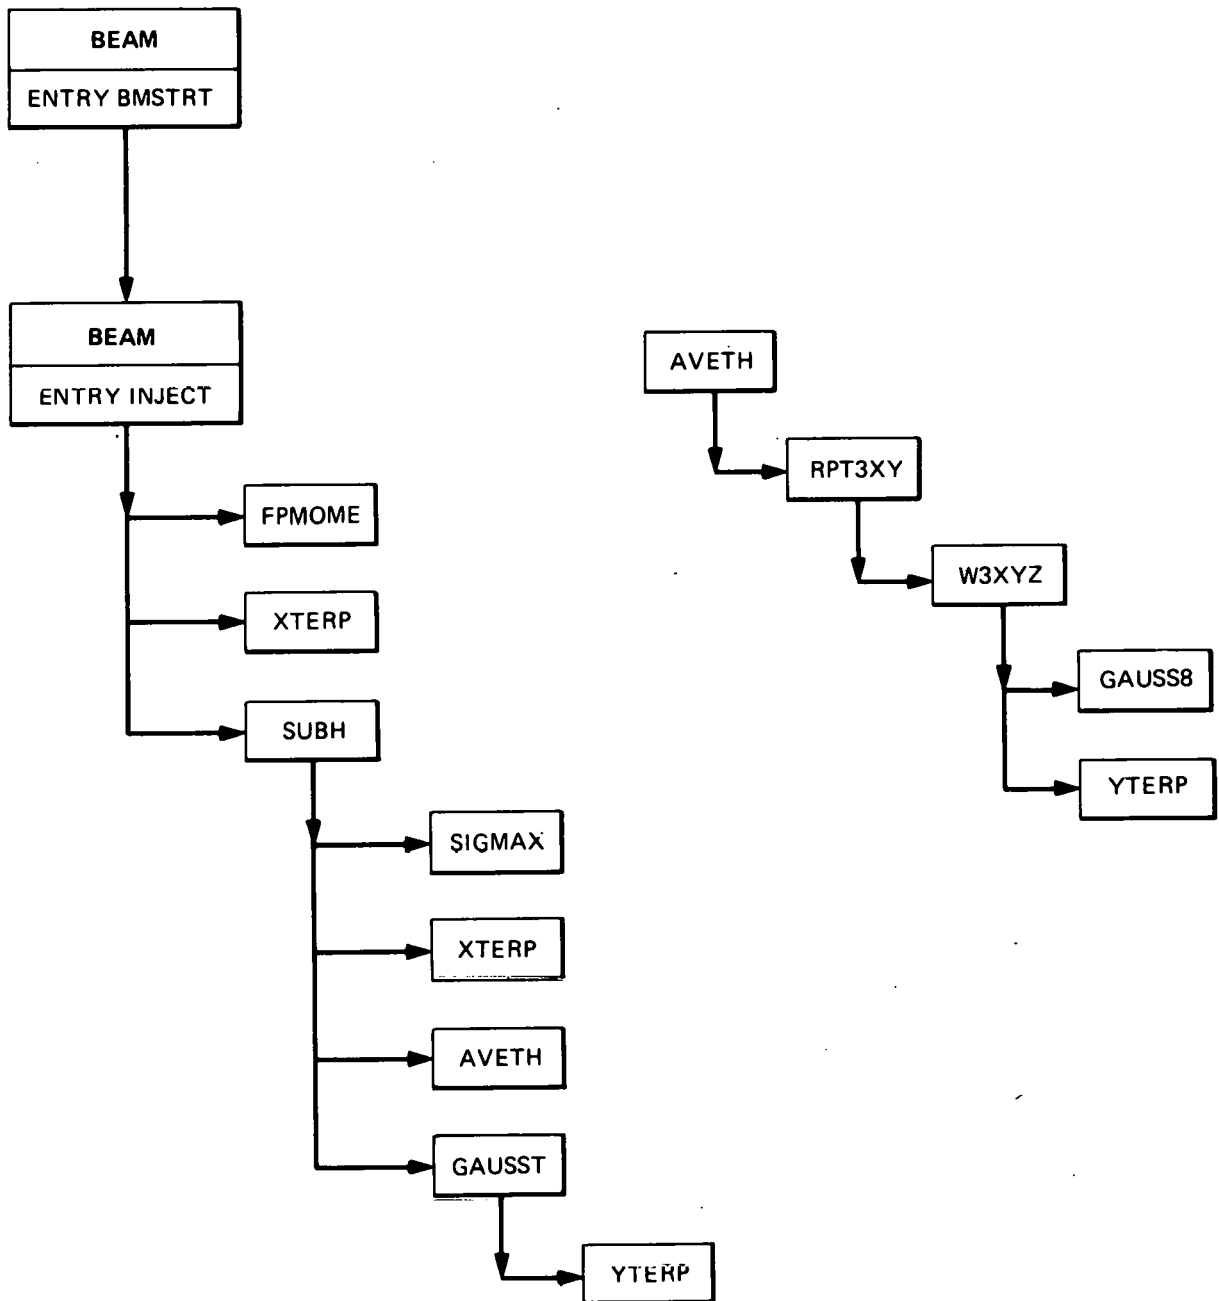 BEAM
ENTRY BMSTRT
BEAM
ENTRY INJECT
FPMOME
XTERP
SUBH
SIGMAX
XTERP
AVETH
GAUSST
YTERP
AVETH
RPT3XY
W3XYZ
GAUSS8
YTERP